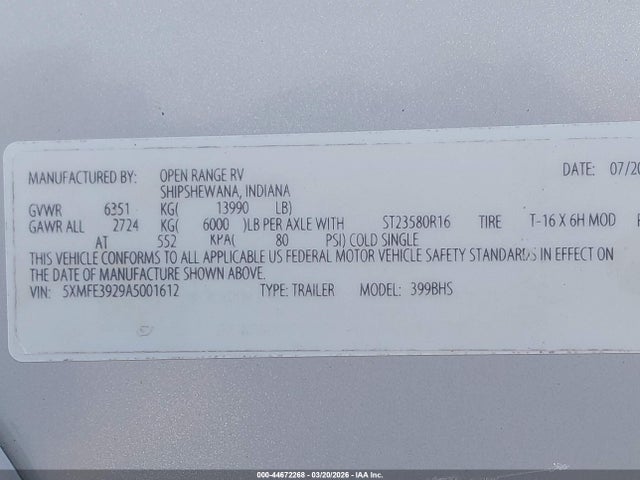 MANUFACTURED BY: OPEN RANGE RV DATE: 07/20
SHIPSHEWANA, INDIANA
GVWR 6351 KG( 13990 LB)
GAWR ALL 2724 KG( 6000 )LB PER AXLE WITH ST23580R16 TIRE T-16 X 6H MOD
AT 552 KPA( 80 PSI) COLD SINGLE
THIS VEHICLE CONFORMS TO ALL APPLICABLE US FEDERAL MOTOR VEHICLE SAFETY STANDARDS IN EFFECT ON
THE DATE OF MANUFACTURE SHOWN ABOVE.
VIN: 5XMFE3929A5001612 TYPE: TRAILER MODEL: 399BHS
000-44672268 - 03/20/2026 - IAA Inc.